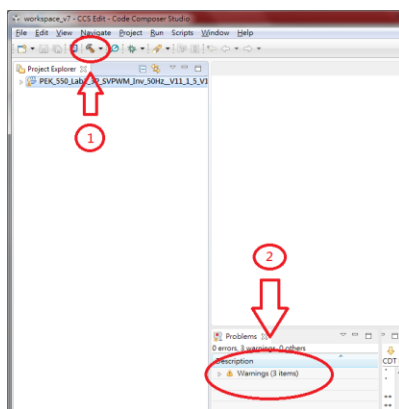 workspace_v7 - CCS Edit - Code Composer Studio
File Edit View Navigate Project Run Scripts Window Help
Project Explorer
PEK_550_Lab1_3P_SVPWM_Inv_50Hz_V11_1_5_V1
1
2
Problems
0 errors, 3 warnings, 0 others
Description
CDT
Warnings (3 items)